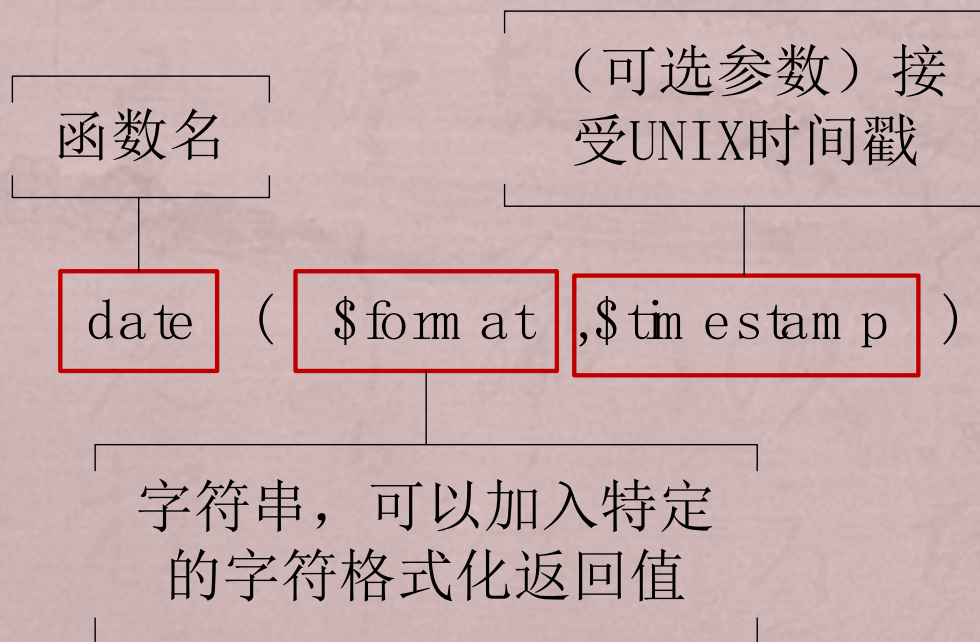 函数名
（可选参数）接
受UNIX时间戳
date ( $format ,$timestamp )
字符串，可以加入特定
的字符格式化返回值